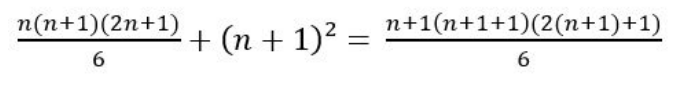 n(n+1)(2n+1)/6 + (n + 1)² = n+1(n+1+1)(2(n+1)+1)/6